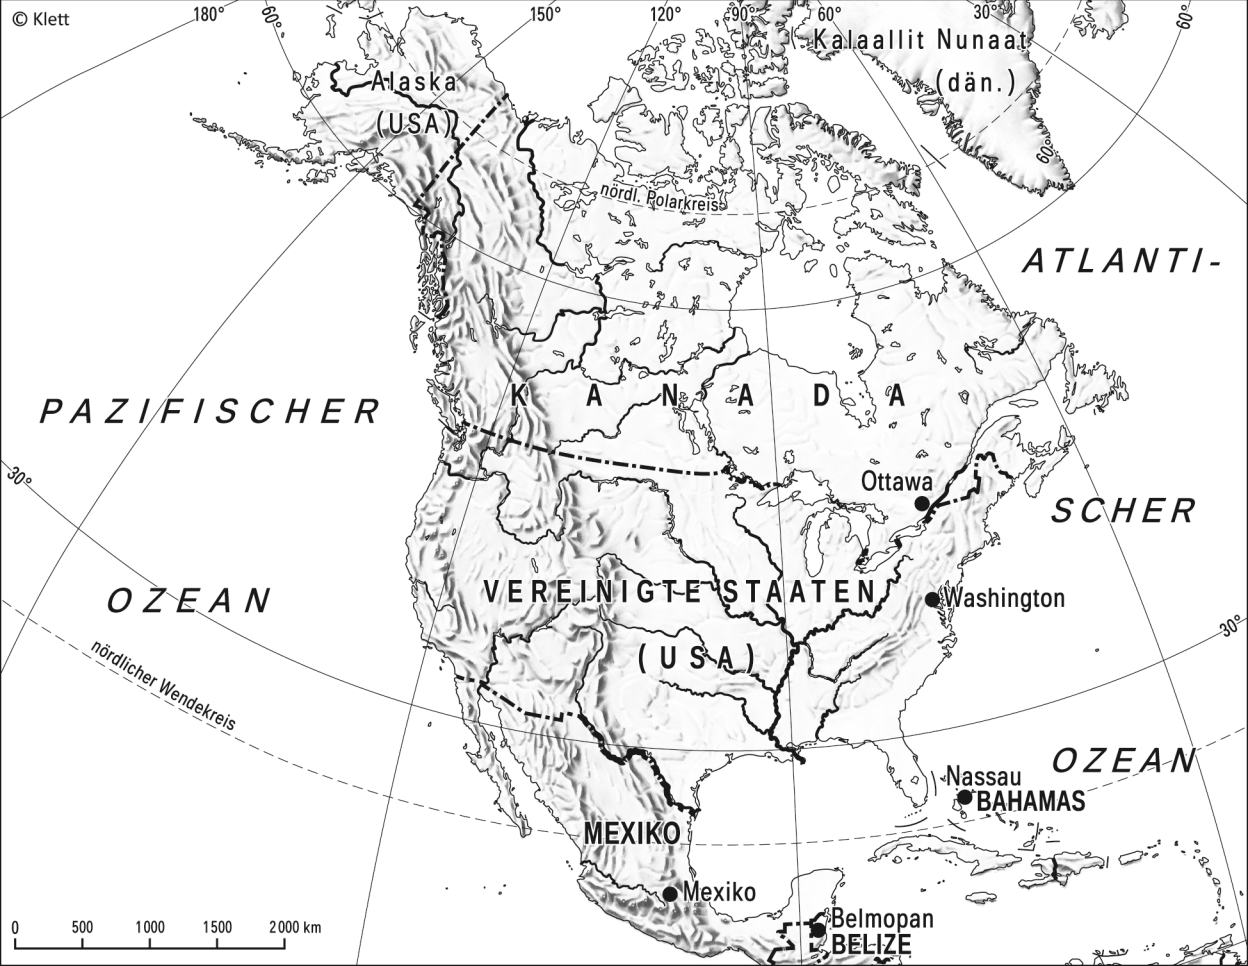 © Klett
180°
60°
150°
120°
90°
60°
30°
60°
Kalaallit Nunaat
(dän.)
Alaska
(USA)
60°
nördl. Polarkreis
ATLANTI-
KANADA
PAZIFISCHER
30°
Ottawa
SCHER
OZEAN
VEREINIGTE STAATEN
Washington
(USA)
30°
nördlicher Wendekreis
OZEAN
Nassau
BAHAMAS
MEXIKO
Mexiko
Belmopan
BELIZE
0 500 1000 1500 2000 km